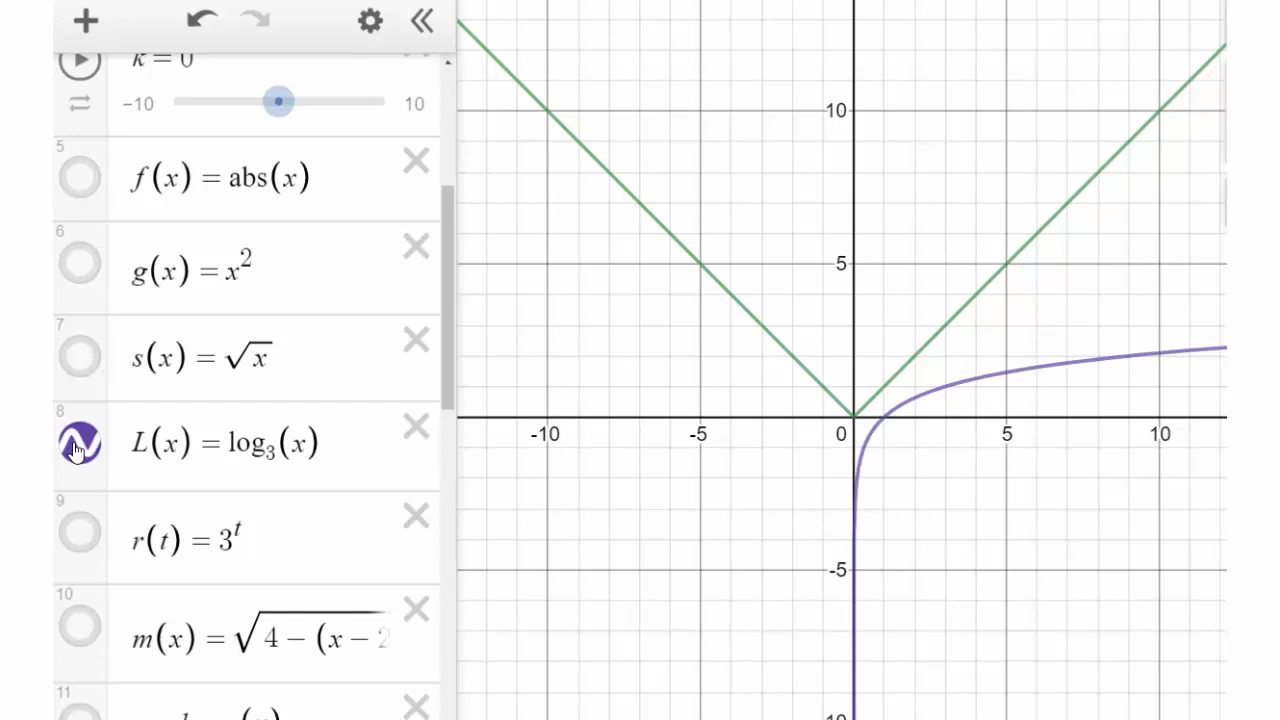 k = 0
−10 10
5
f(x) = abs(x)
6
g(x) = x²
7
s(x) = √x
8
L(x) = log₃(x)
9
r(t) = 3ᵗ
10
m(x) = √4 − (x − 2
11
10
5
-10 -5 0 5 10
-5
-10